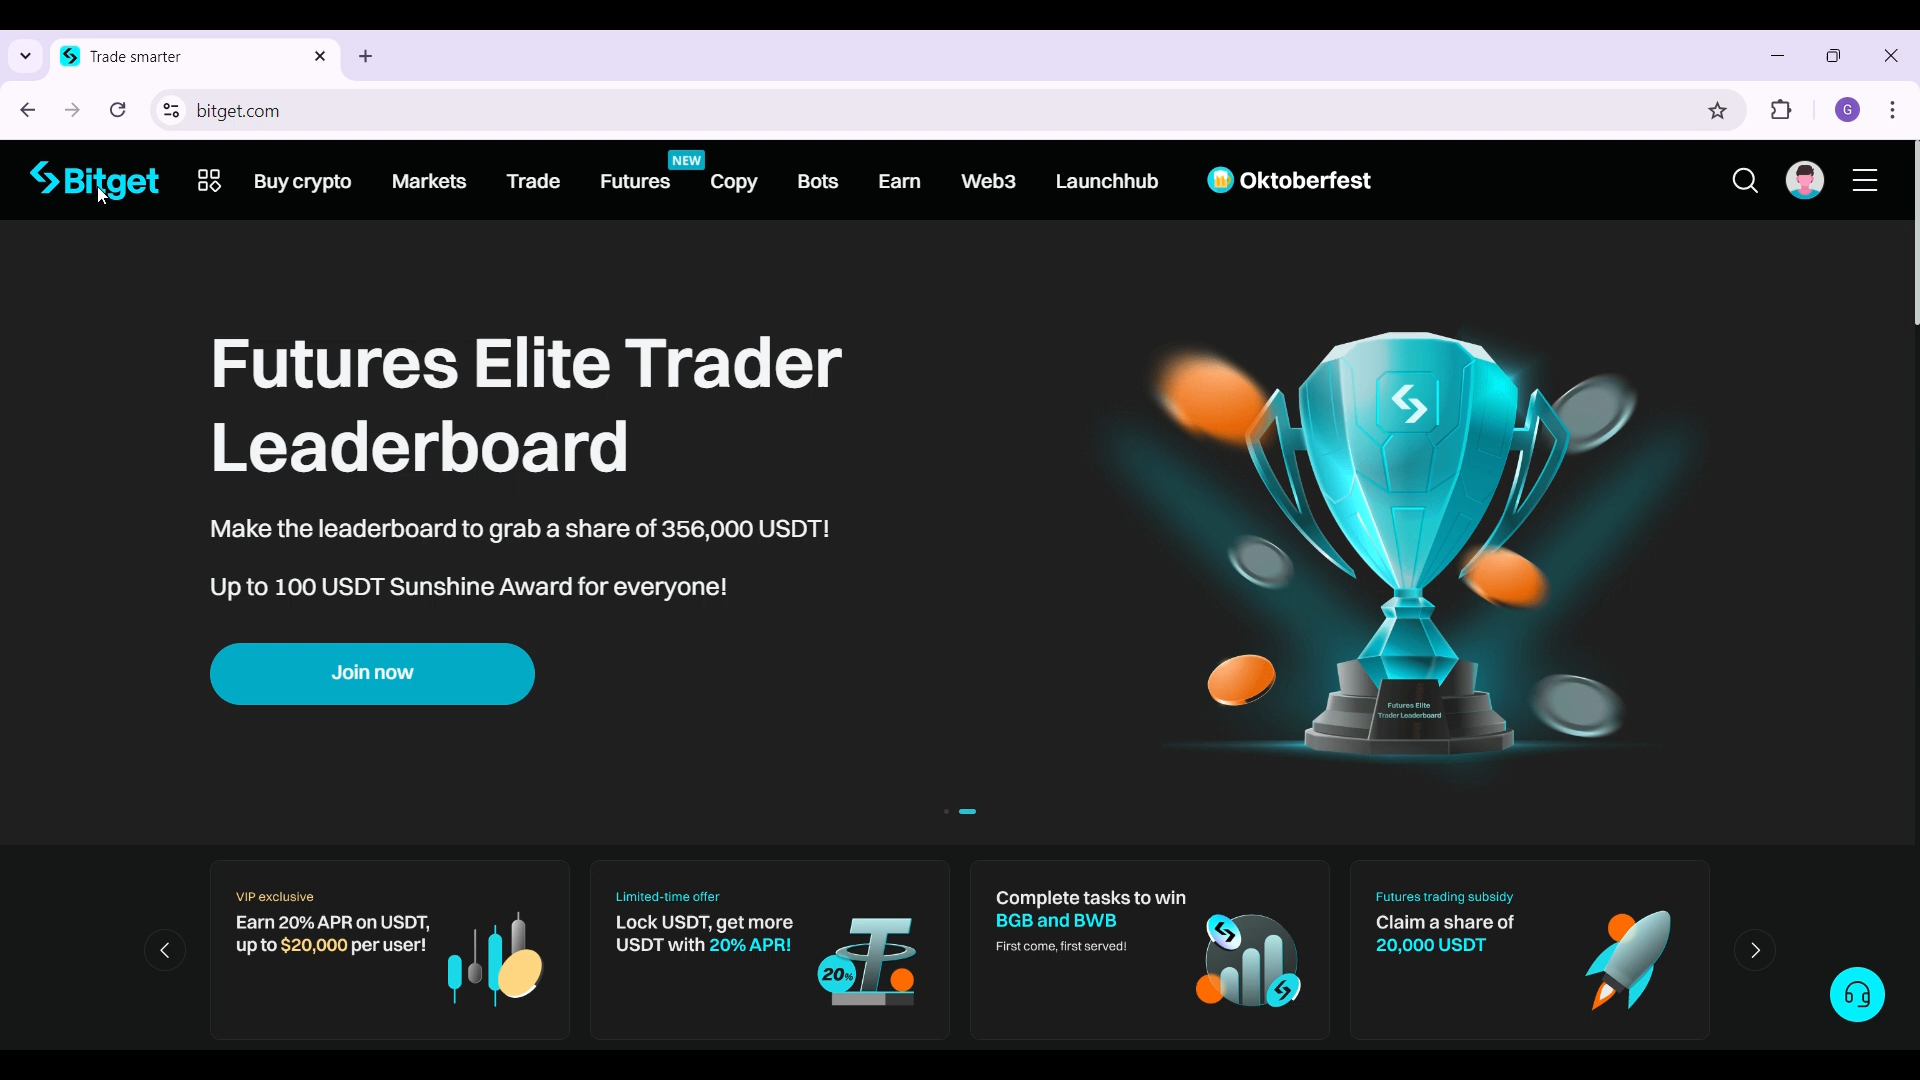 Trade smarter
bitget.com
G
Bitget
Buy crypto
Markets
Trade
Futures
NEW
Copy
Bots
Earn
Web3
Launchhub
Oktoberfest
Futures Elite Trader
Leaderboard
Make the leaderboard to grab a share of 356,000 USDT!
Up to 100 USDT Sunshine Award for everyone!
Join now
Futures Elite
Trader Leaderboard
VIP exclusive
Earn 20% APR on USDT,
up to $20,000 per user!
Limited-time offer
Lock USDT, get more
USDT with 20% APR!
20%
Complete tasks to win
BGB and BWB
First come, first served!
Futures trading subsidy
Claim a share of
20,000 USDT